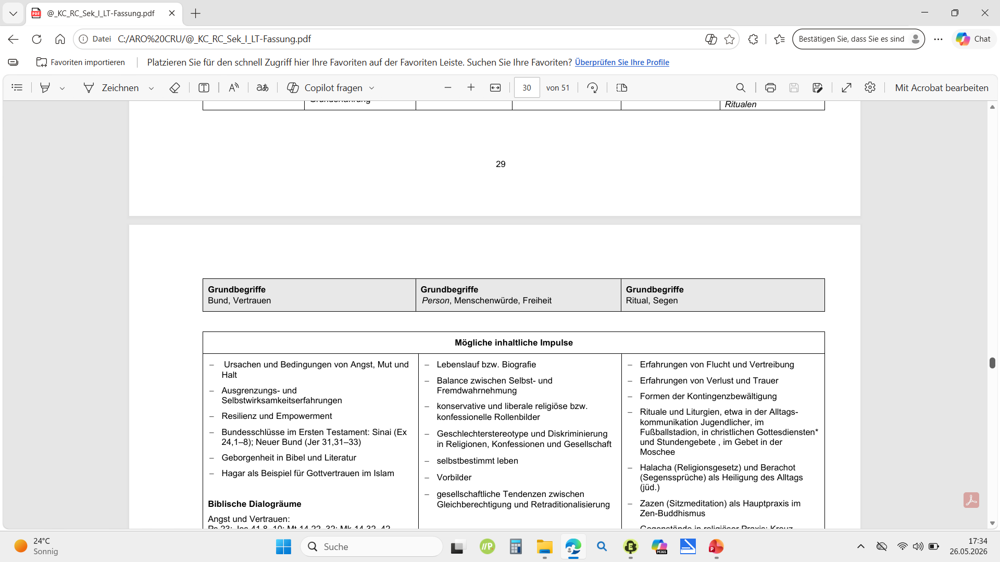 @_KC_RC_Sek_I_LT-Fassung.pdf
Datei C:/ARO%20CRU/@_KC_RC_Sek_I_LT-Fassung.pdf
Bestätigen Sie, dass Sie es sind
Chat
Favoriten importieren
Platzieren Sie für den schnell Zugriff hier Ihre Favoriten auf der Favoriten Leiste. Suchen Sie Ihre Favoriten? Überprüfen Sie Ihre Profile
Zeichnen
aあ
Copilot fragen
30 von 51
Mit Acrobat bearbeiten
Ritualen
29
Grundbegriffe
Bund, Vertrauen
Grundbegriffe
Person, Menschenwürde, Freiheit
Grundbegriffe
Ritual, Segen
Mögliche inhaltliche Impulse
– Ursachen und Bedingungen von Angst, Mut und
Halt
– Ausgrenzungs- und
Selbstwirksamkeitserfahrungen
– Resilienz und Empowerment
– Bundesschlüsse im Ersten Testament: Sinai (Ex
24,1–8); Neuer Bund (Jer 31,31–33)
– Geborgenheit in Bibel und Literatur
– Hagar als Beispiel für Gottvertrauen im Islam
Biblische Dialogräume
Angst und Vertrauen:
– Lebenslauf bzw. Biografie
– Balance zwischen Selbst- und
Fremdwahrnehmung
– konservative und liberale religiöse bzw.
konfessionelle Rollenbilder
– Geschlechterstereotype und Diskriminierung
in Religionen, Konfessionen und Gesellschaft
– selbstbestimmt leben
– Vorbilder
– gesellschaftliche Tendenzen zwischen
Gleichberechtigung und Retraditionalisierung
– Erfahrungen von Flucht und Vertreibung
– Erfahrungen von Verlust und Trauer
– Formen der Kontingenzbewältigung
– Rituale und Liturgien, etwa in der Alltags-
kommunikation Jugendlicher, im
Fußballstadion, in christlichen Gottesdiensten*
und Stundengebete , im Gebet in der
Moschee
– Halacha (Religionsgesetz) und Berachot
(Segenssprüche) als Heiligung des Alltags
(jüd.)
– Zazen (Sitzmeditation) als Hauptpraxis im
Zen-Buddhismus
24°C
Sonnig
Suche
17:34
26.05.2026